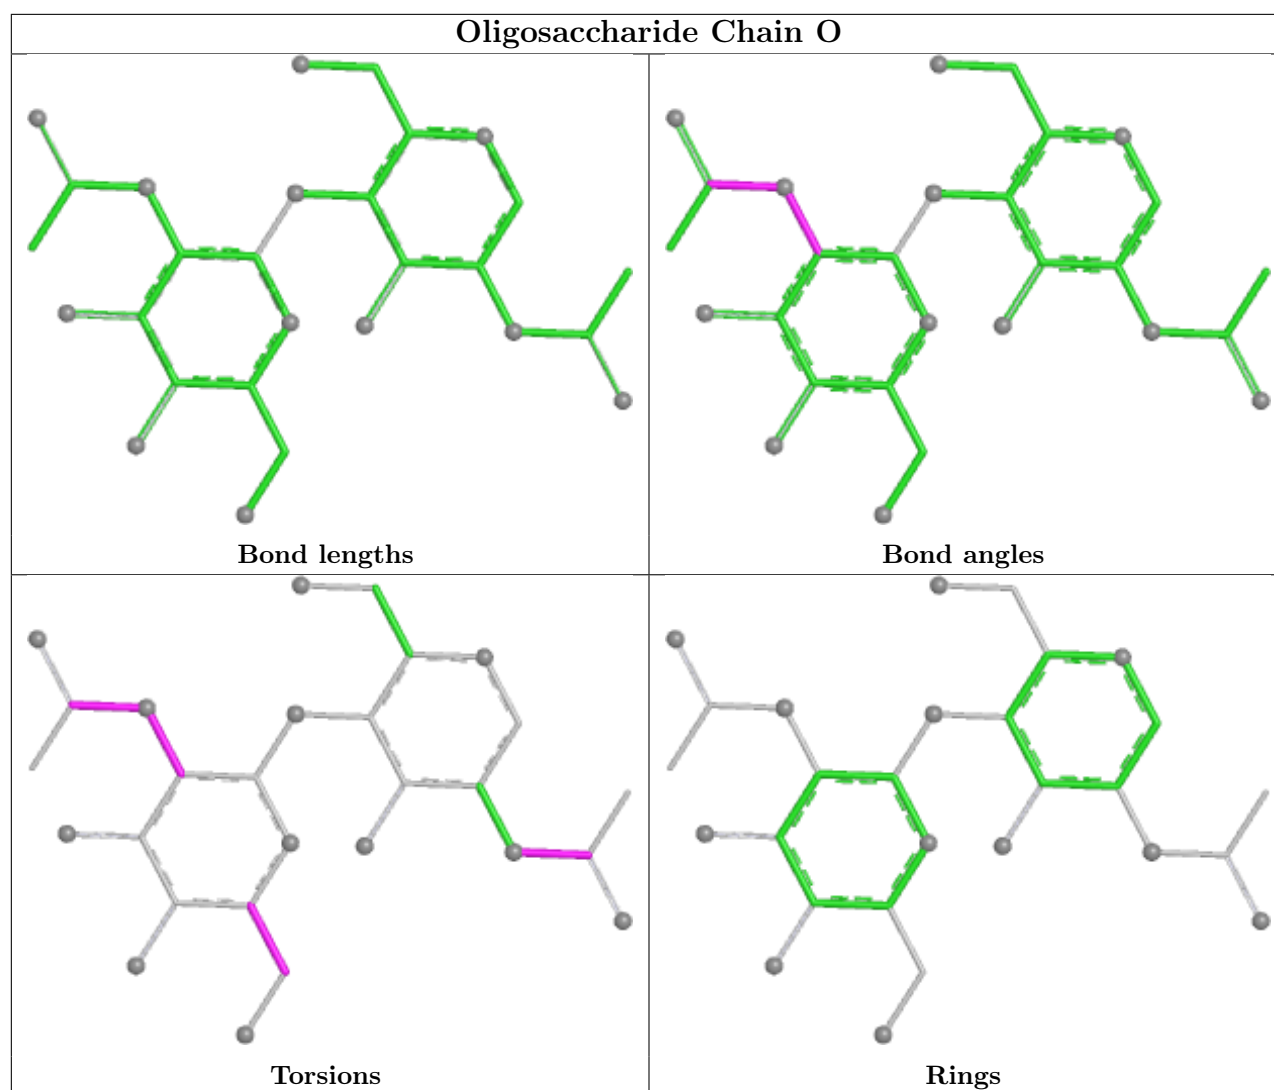 Oligosaccharide Chain O
Bond lengths
Bond angles
Torsions
Rings